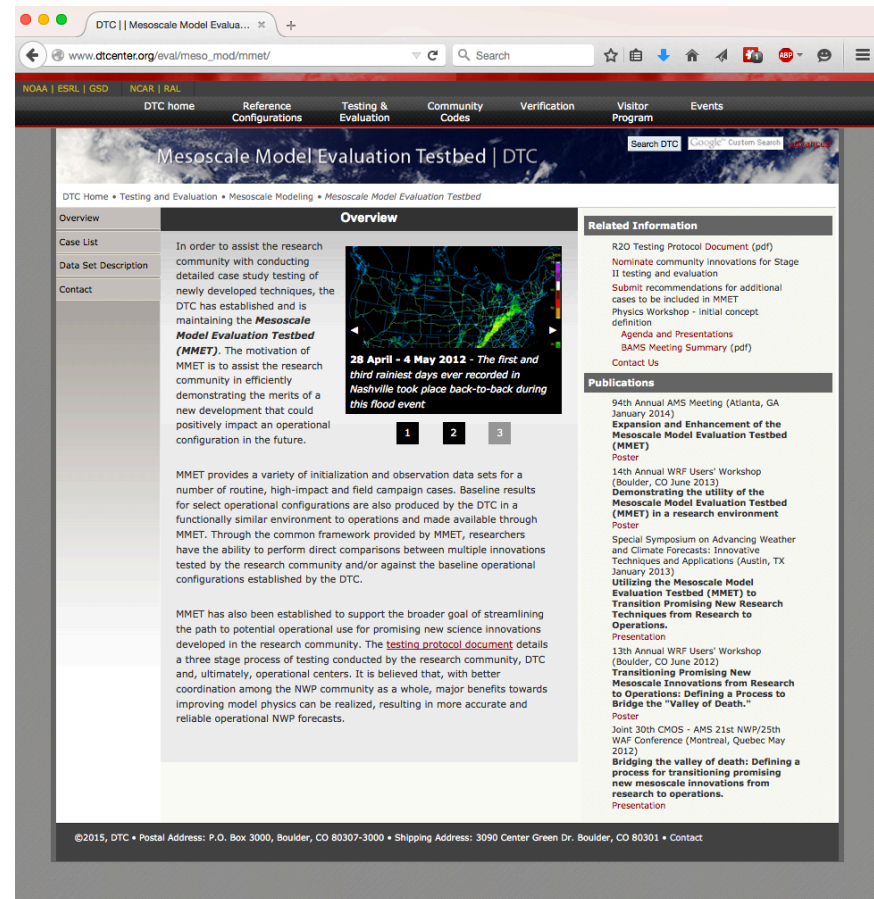 DTC | | Mesoscale Model Evalua... × +
www.dtcenter.org/eval/meso_mod/mmet/
Search
ABP
NOAA | ESRL | GSD NCAR | RAL
DTC home
Reference
Configurations
Testing &
Evaluation
Community
Codes
Verification
Visitor
Program
Events
Mesoscale Model Evaluation Testbed | DTC
Search DTC
Google™ Custom Search
advanced
DTC Home • Testing and Evaluation • Mesoscale Modeling • Mesoscale Model Evaluation Testbed
Overview
Case List
Data Set Description
Contact
Overview
In order to assist the research
community with conducting
detailed case study testing of
newly developed techniques, the
DTC has established and is
maintaining the Mesoscale
Model Evaluation Testbed
(MMET). The motivation of
MMET is to assist the research
community in efficiently
demonstrating the merits of a
new development that could
positively impact an operational
configuration in the future.
28 April - 4 May 2012 - The first and
third rainiest days ever recorded in
Nashville took place back-to-back during
this flood event
1 2 3
MMET provides a variety of initialization and observation data sets for a
number of routine, high-impact and field campaign cases. Baseline results
for select operational configurations are also produced by the DTC in a
functionally similar environment to operations and made available through
MMET. Through the common framework provided by MMET, researchers
have the ability to perform direct comparisons between multiple innovations
tested by the research community and/or against the baseline operational
configurations established by the DTC.
MMET has also been established to support the broader goal of streamlining
the path to potential operational use for promising new science innovations
developed in the research community. The testing protocol document details
a three stage process of testing conducted by the research community, DTC
and, ultimately, operational centers. It is believed that, with better
coordination among the NWP community as a whole, major benefits towards
improving model physics can be realized, resulting in more accurate and
reliable operational NWP forecasts.
Related Information
R2O Testing Protocol Document (pdf)
Nominate community innovations for Stage
II testing and evaluation
Submit recommendations for additional
cases to be included in MMET
Physics Workshop - initial concept
definition
Agenda and Presentations
BAMS Meeting Summary (pdf)
Contact Us
Publications
94th Annual AMS Meeting (Atlanta, GA
January 2014)
Expansion and Enhancement of the
Mesoscale Model Evaluation Testbed
(MMET)
Poster
14th Annual WRF Users' Workshop
(Boulder, CO June 2013)
Demonstrating the utility of the
Mesoscale Model Evaluation Testbed
(MMET) in a research environment
Poster
Special Symposium on Advancing Weather
and Climate Forecasts: Innovative
Techniques and Applications (Austin, TX
January 2013)
Utilizing the Mesoscale Model
Evaluation Testbed (MMET) to
Transition Promising New Research
Techniques from Research to
Operations.
Presentation
13th Annual WRF Users' Workshop
(Boulder, CO June 2012)
Transitioning Promising New
Mesoscale Innovations from Research
to Operations: Defining a Process to
Bridge the "Valley of Death."
Poster
Joint 30th CMOS - AMS 21st NWP/25th
WAF Conference (Montreal, Quebec May
2012)
Bridging the valley of death: Defining a
process for transitioning promising
new mesoscale innovations from
research to operations.
Presentation
©2015, DTC • Postal Address: P.O. Box 3000, Boulder, CO 80307-3000 • Shipping Address: 3090 Center Green Dr. Boulder, CO 80301 • Contact